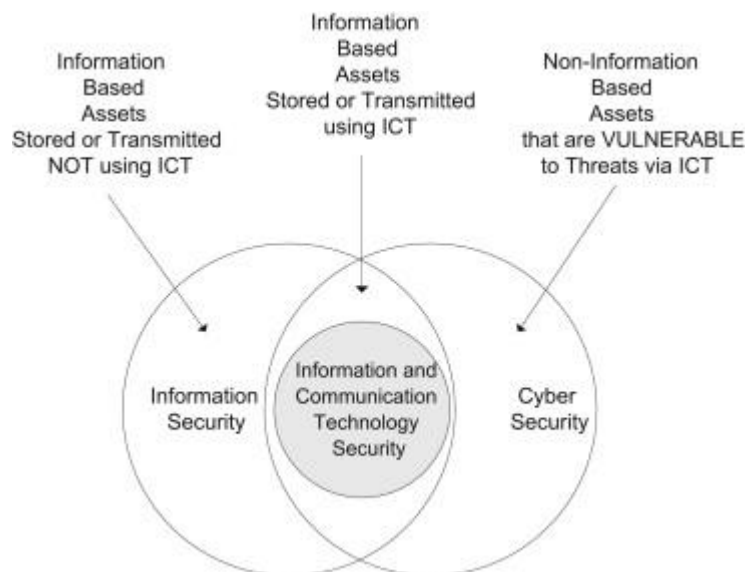 Information
Based
Assets
Stored or Transmitted
NOT using ICT
Information
Based
Assets
Stored or Transmitted
using ICT
Non-Information
Based
Assets
that are VULNERABLE
to Threats via ICT
Information
Security
Information and
Communication
Technology
Security
Cyber
Security